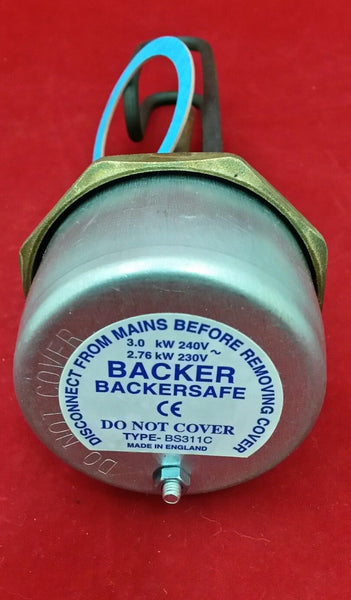 DISCONNECT FROM MAINS BEFORE REMOVING COVER
3.0 kW 240V~
2.76 kW 230V
BACKER
BACKERSAFE
CE
DO NOT COVER
TYPE- BS311C
MADE IN ENGLAND
DO NOT COVER